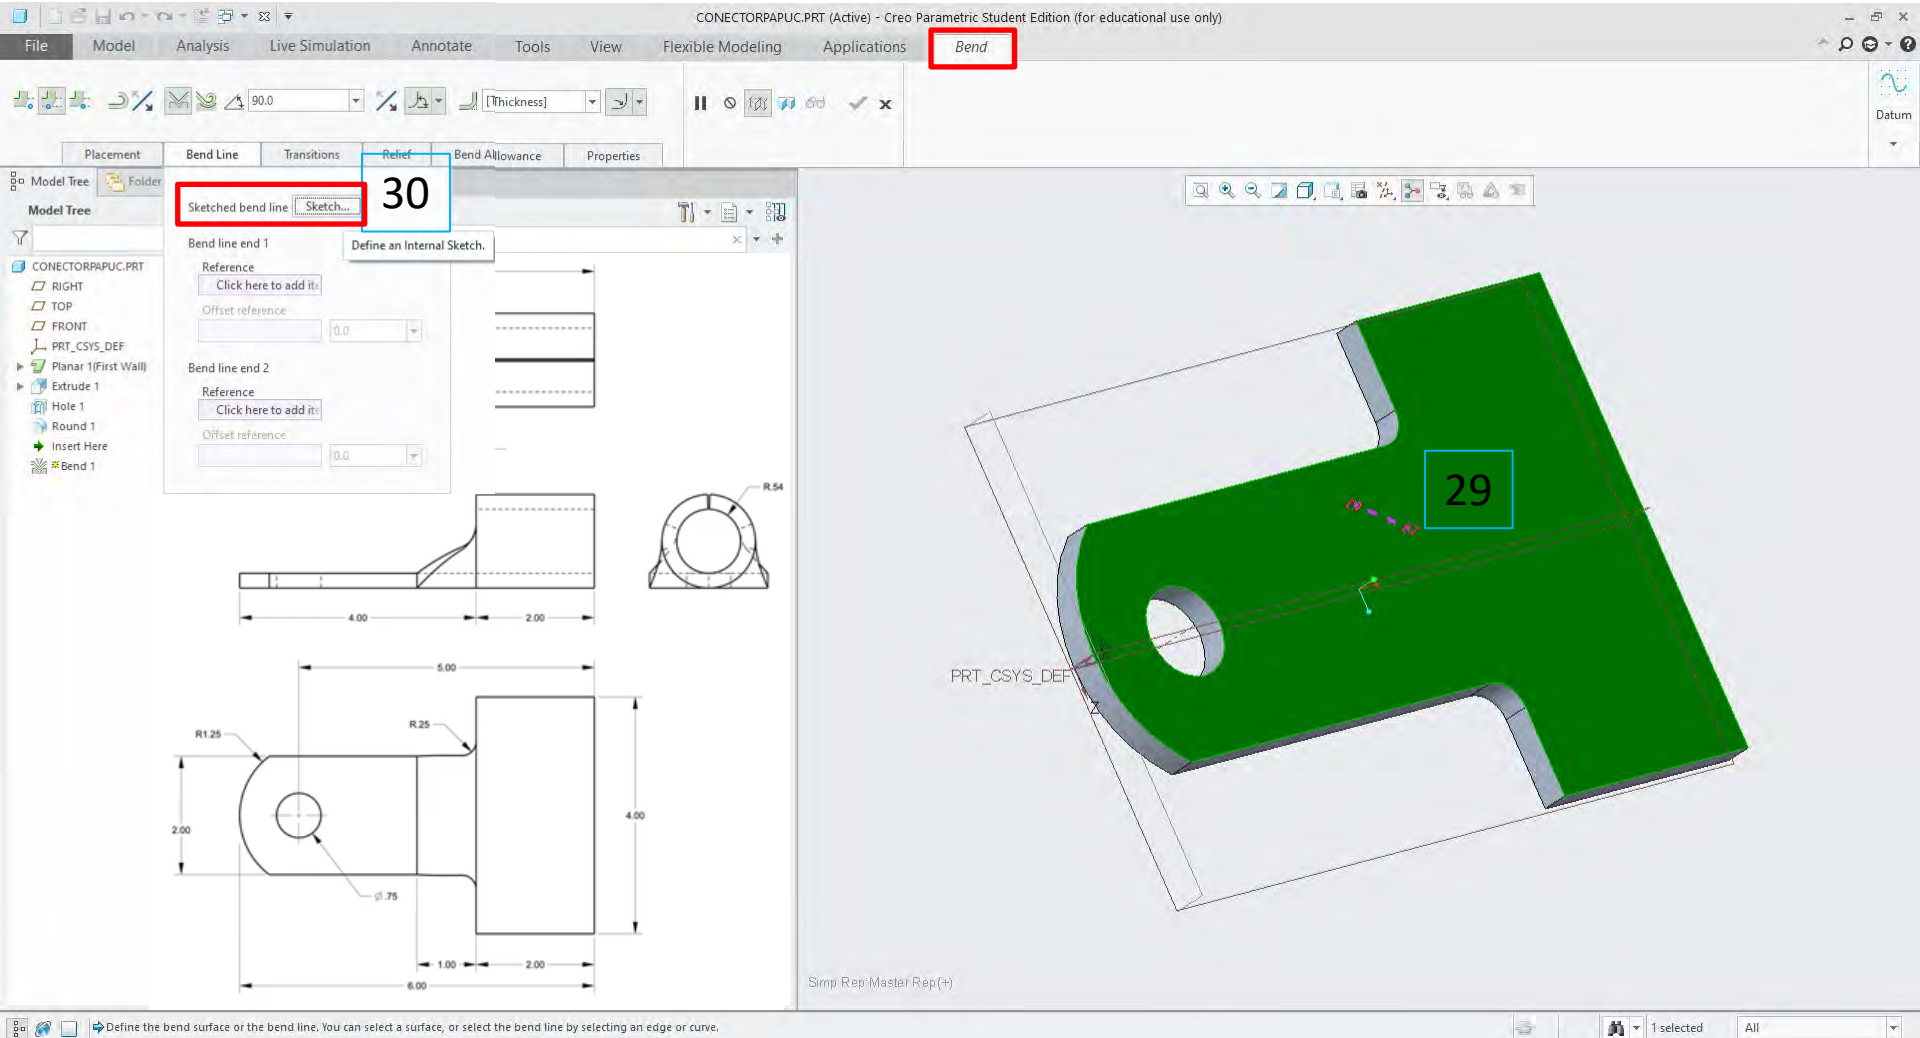 CONECTORPAPUC.PRT (Active) - Creo Parametric Student Edition (for educational use only)
File Model Analysis Live Simulation Annotate Tools View Flexible Modeling Applications Bend
90.0
[Thickness]
Datum
Placement Bend Line Transitions Relief Bend Allowance Properties
Model Tree Folder
Model Tree
Sketched bend line Sketch...
30
Define an Internal Sketch.
Bend line end 1
Reference
Click here to add ite
Offset reference
0.0
Bend line end 2
Reference
Click here to add ite
Offset reference
0.0
CONECTORPAPUC.PRT
RIGHT
TOP
FRONT
PRT_CSYS_DEF
Planar 1(First Wall)
Extrude 1
Hole 1
Round 1
Insert Here
Bend 1
R.54
4.00
2.00
5.00
R1.25
R.25
2.00
4.00
Ø.75
1.00
2.00
6.00
29
PRT_CSYS_DEF
Z
Simp Rep:Master Rep(+)
Define the bend surface or the bend line. You can select a surface, or select the bend line by selecting an edge or curve.
1 selected
All